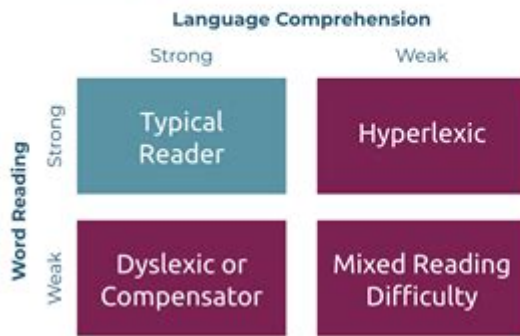 Language Comprehension
Strong
Weak
Word Reading
Strong
Typical
Reader
Hyperlexic
Weak
Dyslexic or
Compensator
Mixed Reading
Difficulty